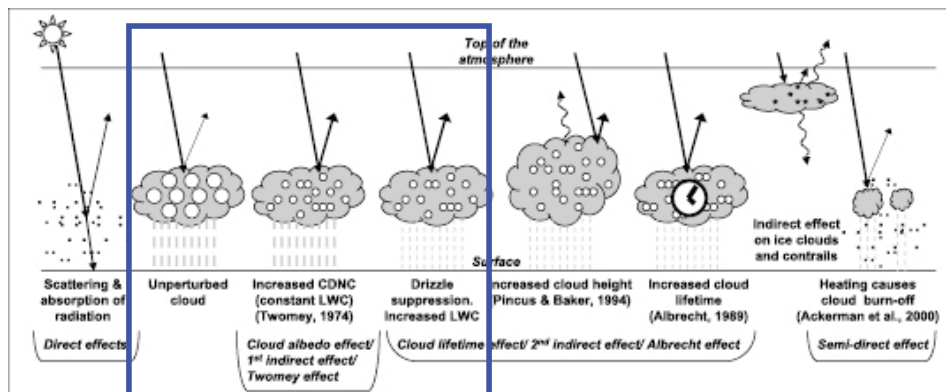 Top of the
atmosphere
Surface
Scattering &
absorption of
radiation
Unperturbed
cloud
Increased CDNC
(constant LWC)
(Twomey, 1974)
Drizzle
suppression.
Increased LWC
Increased cloud height
(Pincus & Baker, 1994)
Increased cloud
lifetime
(Albrecht, 1989)
Indirect effect
on ice clouds
and contrails
Heating causes
cloud burn-off
(Ackerman et al., 2000)
Direct effects
Cloud albedo effect/
1st indirect effect/
Twomey effect
Cloud lifetime effect/ 2nd indirect effect/ Albrecht effect
Semi-direct effect